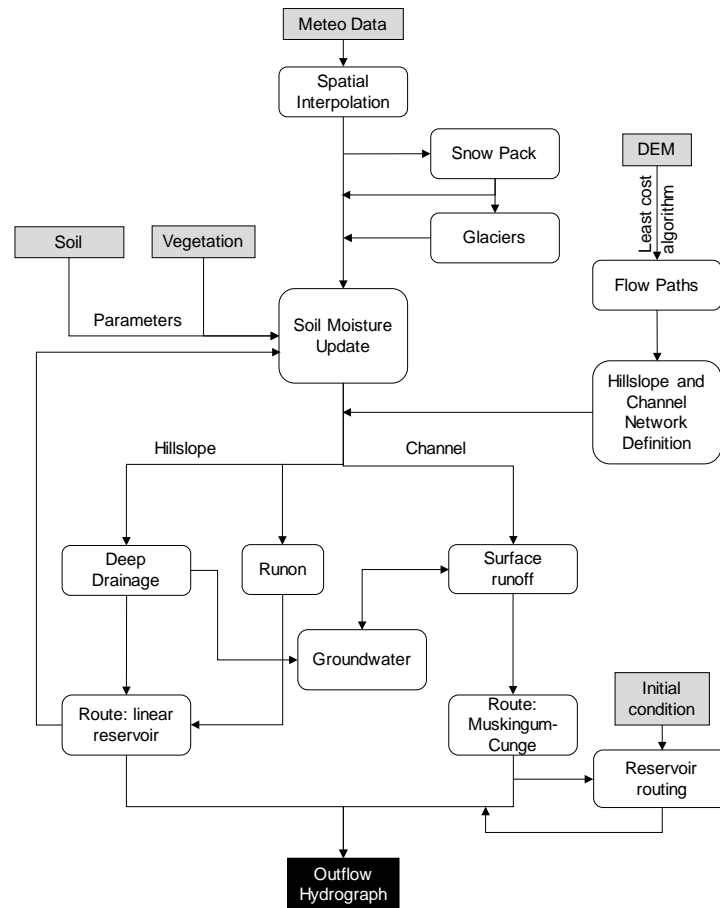 Meteo Data
Spatial
Interpolation
Snow Pack
DEM
Least cost
algorithm
Soil
Vegetation
Glaciers
Flow Paths
Parameters
Soil Moisture
Update
Hillslope and
Channel
Network
Definition
Hillslope
Channel
Deep
Drainage
Runon
Surface
runoff
Groundwater
Initial
condition
Route: linear
reservoir
Route:
Muskingum-
Cunge
Reservoir
routing
Outflow
Hydrograph